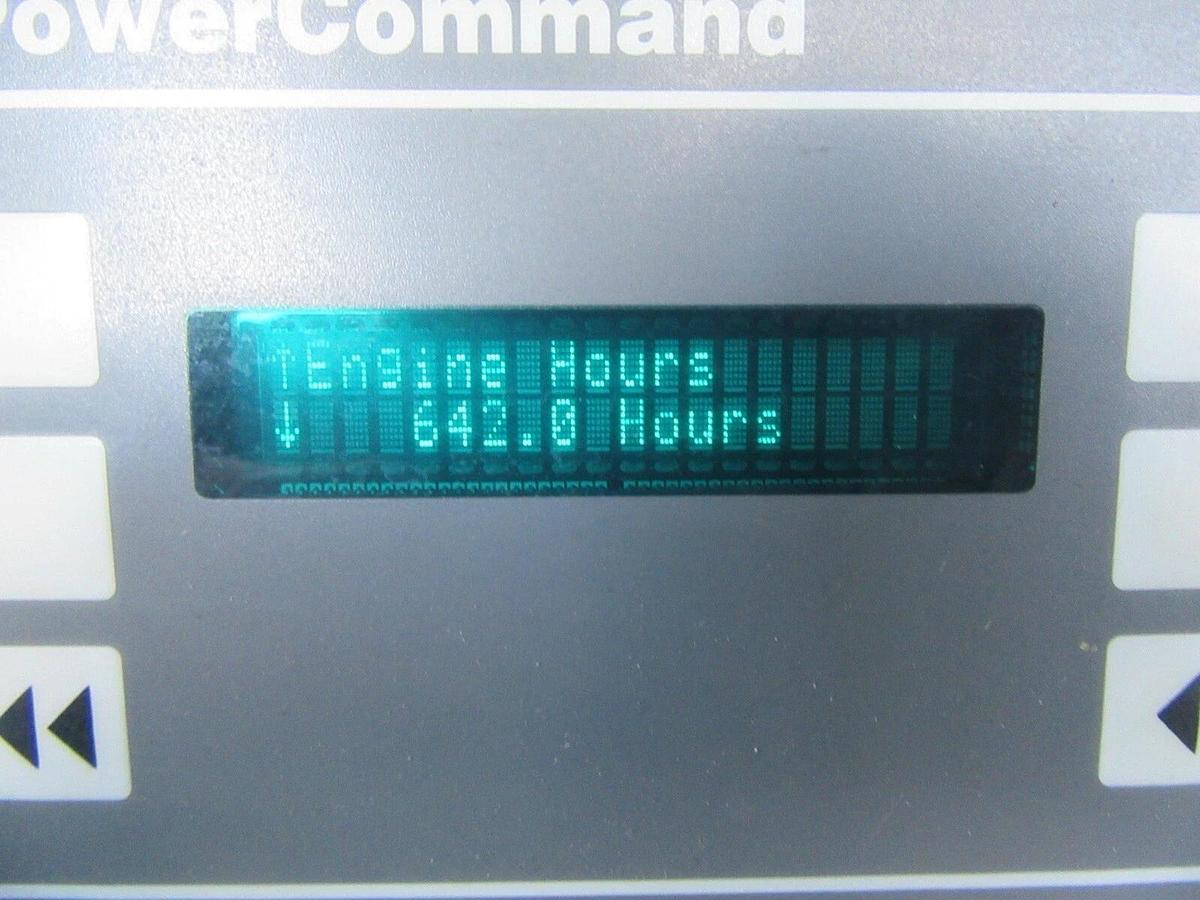 PowerCommand
↑Engine Hours
↓ 642.0 Hours